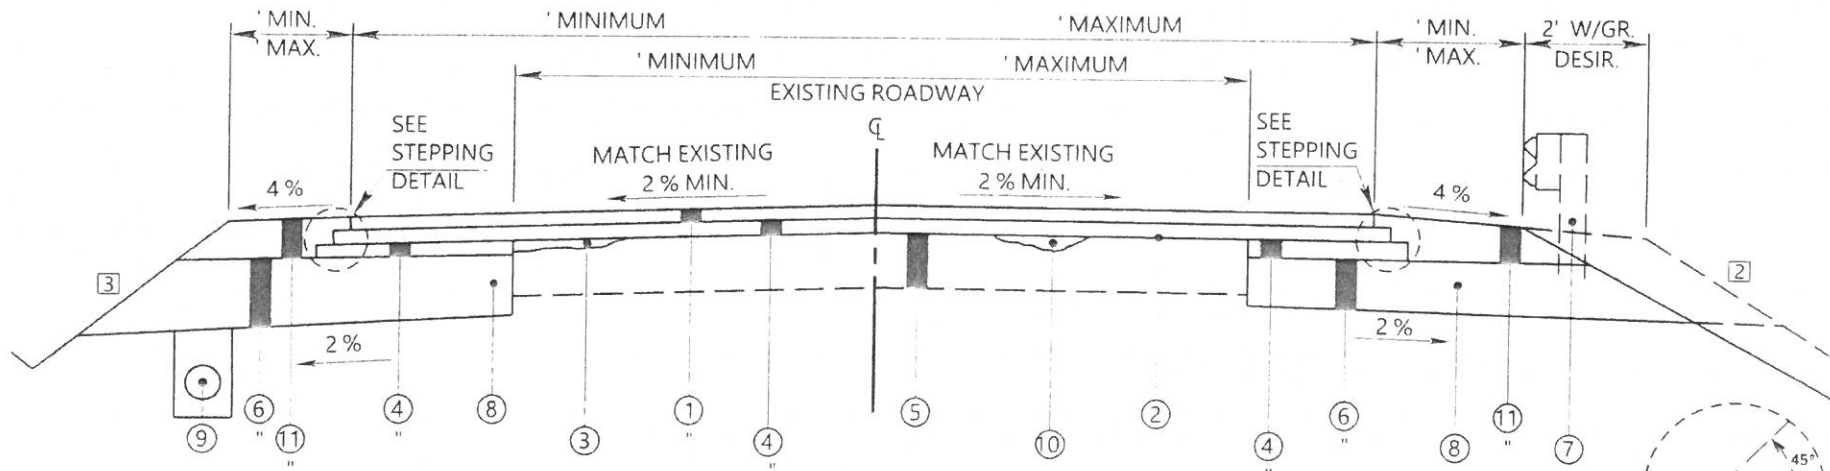 ' MIN.
' MAX.
' MINIMUM
' MAXIMUM
' MIN.
' MAX.
2' W/GR.
DESIR.
' MINIMUM
' MAXIMUM
EXISTING ROADWAY
℄
SEE
STEPPING
DETAIL
MATCH EXISTING
2 % MIN.
MATCH EXISTING
2 % MIN.
SEE
STEPPING
DETAIL
4 %
4 %
3
2
2 %
2 %
9
6
"
11
"
4
"
8
3
1
"
4
"
5
10
2
4
"
6
"
8
11
"
7
45°